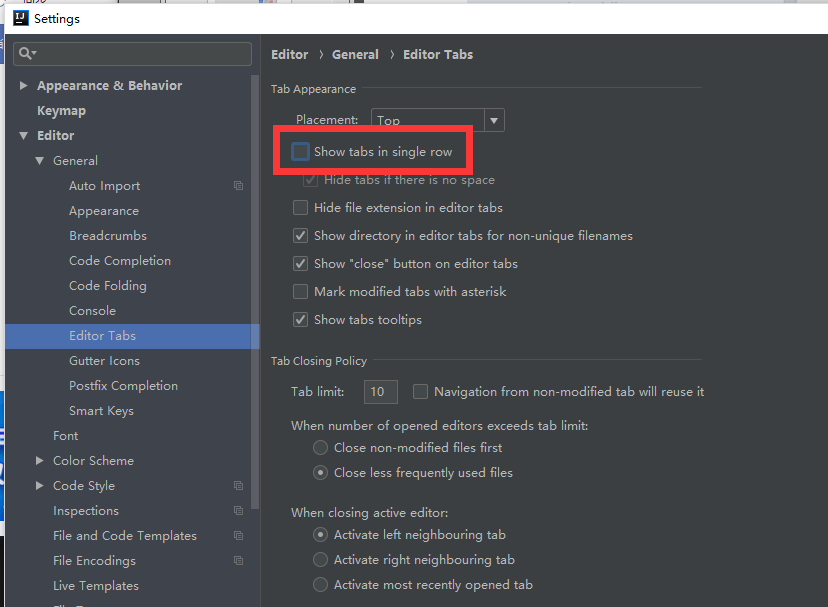 Settings
Editor › General › Editor Tabs
Appearance & Behavior
Keymap
Editor
General
Auto Import
Appearance
Breadcrumbs
Code Completion
Code Folding
Console
Editor Tabs
Gutter Icons
Postfix Completion
Smart Keys
Font
Color Scheme
Code Style
Inspections
File and Code Templates
File Encodings
Live Templates
Tab Appearance
Placement: Top
Show tabs in single row
Hide tabs if there is no space
Hide file extension in editor tabs
Show directory in editor tabs for non-unique filenames
Show "close" button on editor tabs
Mark modified tabs with asterisk
Show tabs tooltips
Tab Closing Policy
Tab limit: 10 Navigation from non-modified tab will reuse it
When number of opened editors exceeds tab limit:
Close non-modified files first
Close less frequently used files
When closing active editor:
Activate left neighbouring tab
Activate right neighbouring tab
Activate most recently opened tab